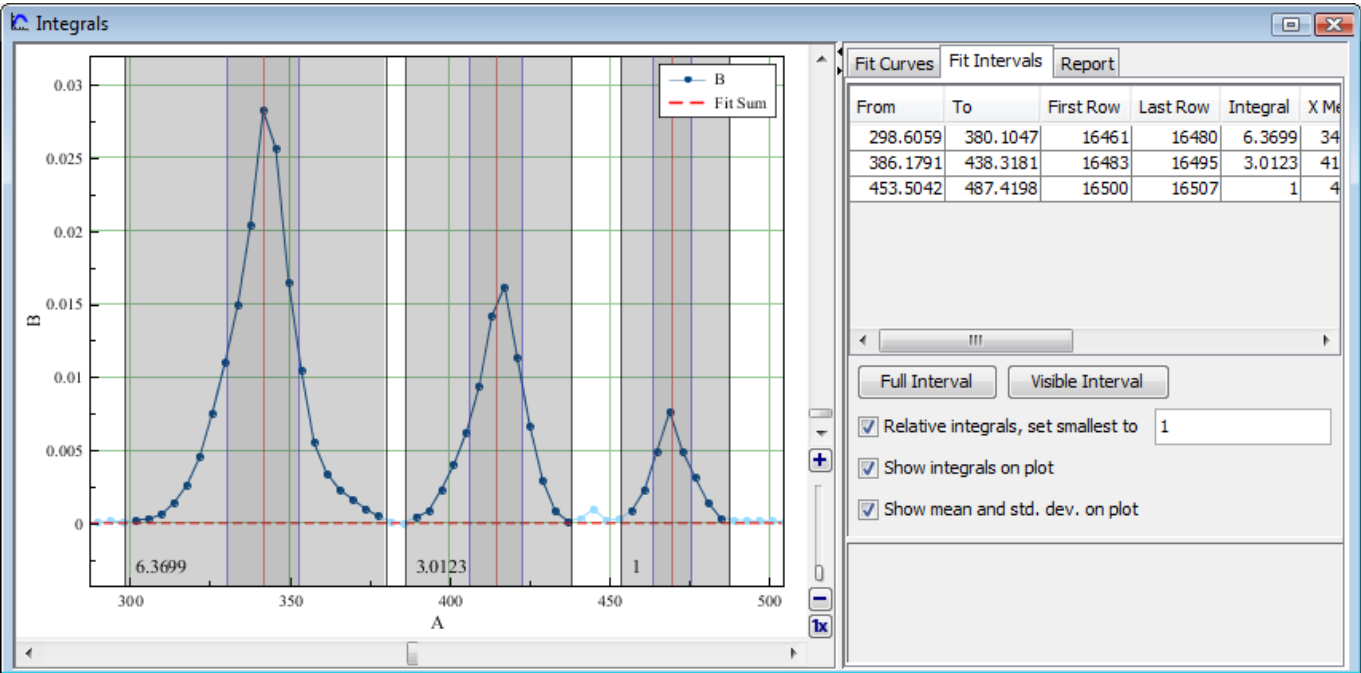 Integrals
0.03
0.025
0.02
0.015
0.01
0.005
0
B
B
Fit Sum
6.3699
3.0123
1
300
350
400
450
500
A
1x
Fit Curves Fit Intervals Report
From To First Row Last Row Integral X Me
298.6059 380.1047 16461 16480 6.3699 34
386.1791 438.3181 16483 16495 3.0123 41
453.5042 487.4198 16500 16507 1 4
Full Interval Visible Interval
Relative integrals, set smallest to 1
Show integrals on plot
Show mean and std. dev. on plot